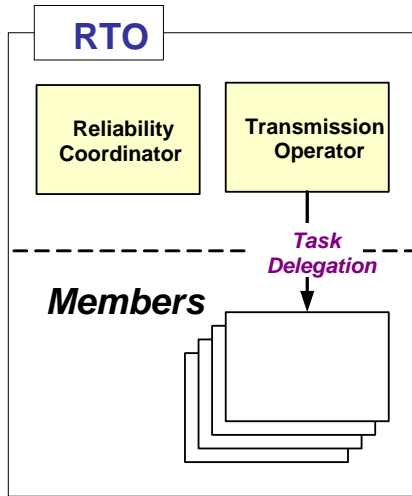 RTO
Reliability
Coordinator
Transmission
Operator
Task
Delegation
Members